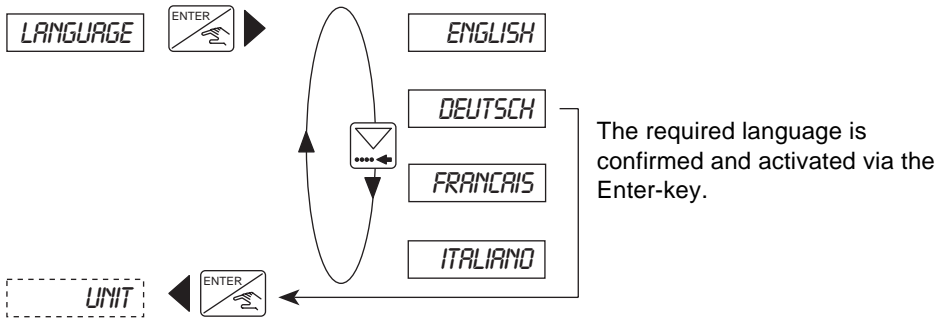 LANGUAGE
ENTER
ENGLISH
DEUTSCH
FRANCAIS
ITALIANO
The required language is
confirmed and activated via the
Enter-key.
UNIT
ENTER